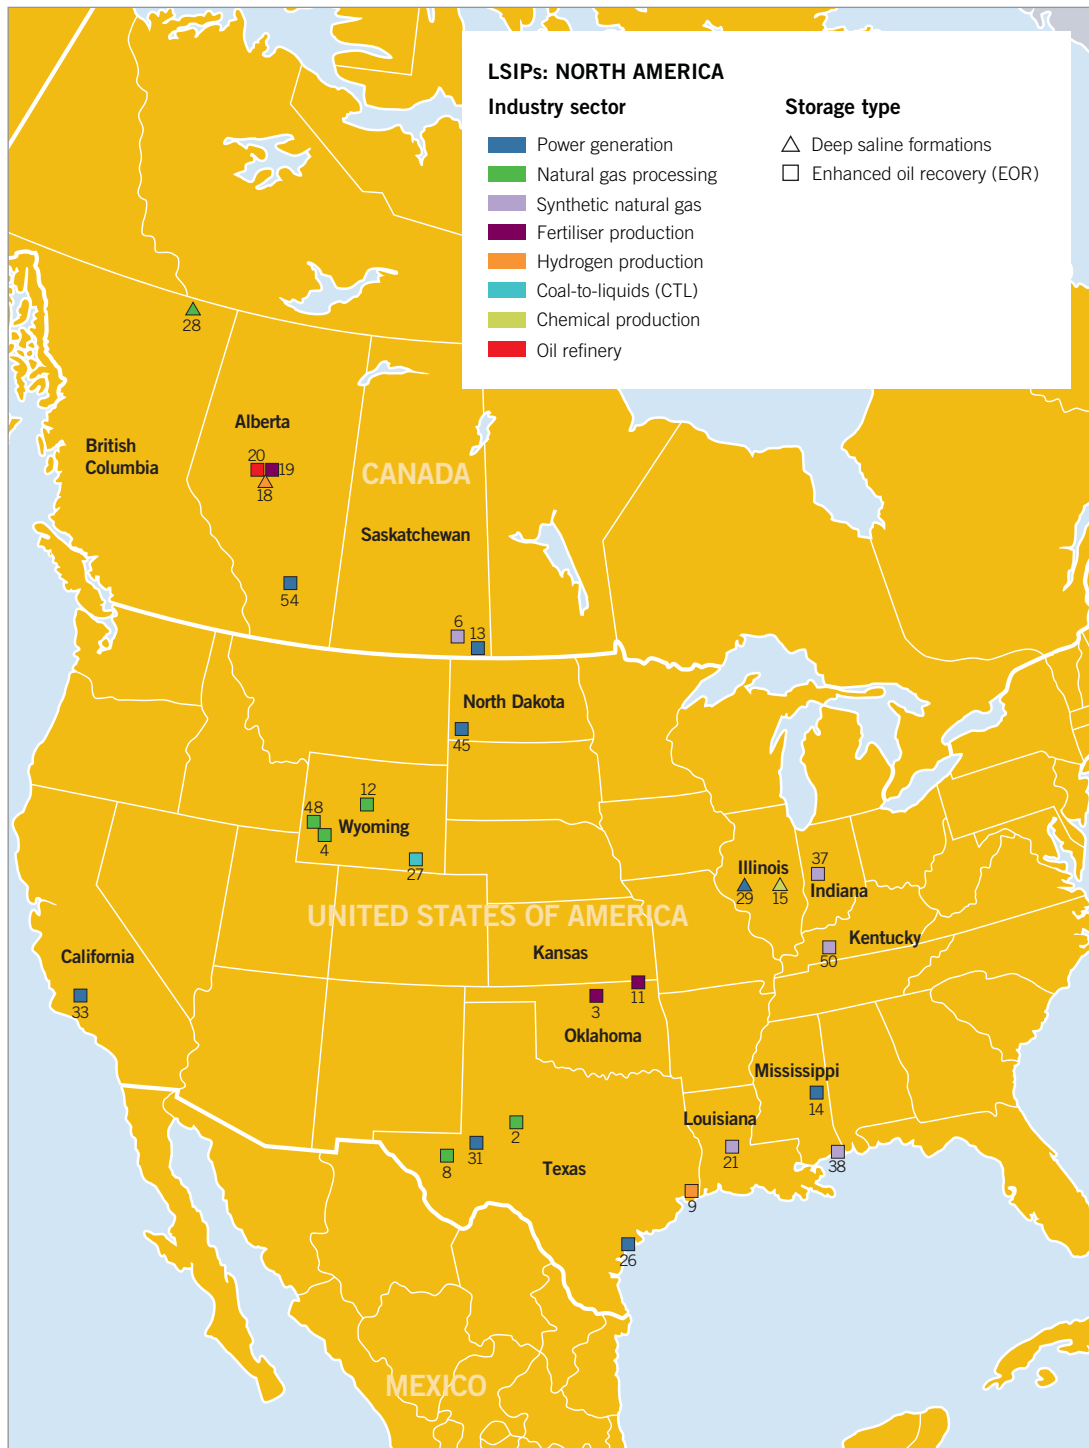 LSIPs: NORTH AMERICA
Industry sector
Storage type
Power generation
Natural gas processing
Synthetic natural gas
Fertiliser production
Hydrogen production
Coal-to-liquids (CTL)
Chemical production
Oil refinery
Deep saline formations
Enhanced oil recovery (EOR)
28
Alberta
British
Columbia
20
19
18
CANADA
Saskatchewan
54
6
13
North Dakota
45
12
48
Wyoming
4
27
Illinois
29
15
37
Indiana
UNITED STATES OF AMERICA
Kentucky
50
California
33
Kansas
11
3
Oklahoma
Mississippi
14
Louisiana
21
38
2
31
8
Texas
9
26
MEXICO